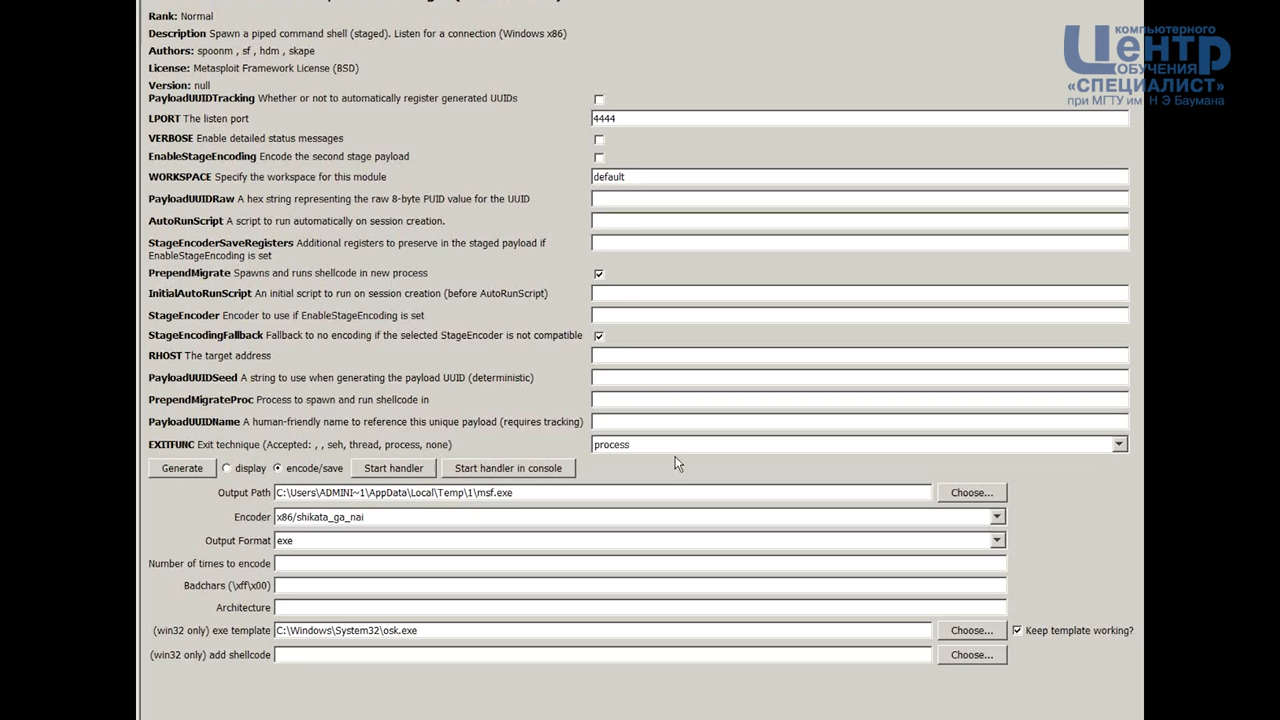 Rank: Normal
Description Spawn a piped command shell (staged). Listen for a connection (Windows x86)
Authors: spoonm , sf , hdm , skape
License: Metasploit Framework License (BSD)
Version: null
PayloadUUIDTracking Whether or not to automatically register generated UUIDs
LPORT The listen port 4444
VERBOSE Enable detailed status messages
EnableStageEncoding Encode the second stage payload
WORKSPACE Specify the workspace for this module default
PayloadUUIDRaw A hex string representing the raw 8-byte PUID value for the UUID
AutoRunScript A script to run automatically on session creation.
StageEncoderSaveRegisters Additional registers to preserve in the staged payload if
EnableStageEncoding is set
PrependMigrate Spawns and runs shellcode in new process
InitialAutoRunScript An initial script to run on session creation (before AutoRunScript)
StageEncoder Encoder to use if EnableStageEncoding is set
StageEncodingFallback Fallback to no encoding if the selected StageEncoder is not compatible
RHOST The target address
PayloadUUIDSeed A string to use when generating the payload UUID (deterministic)
PrependMigrateProc Process to spawn and run shellcode in
PayloadUUIDName A human-friendly name to reference this unique payload (requires tracking)
EXITFUNC Exit technique (Accepted: , , seh, thread, process, none) process
Generate display encode/save Start handler Start handler in console
Output Path C:\Users\ADMINI~1\AppData\Local\Temp\1\msf.exe Choose...
Encoder x86/shikata_ga_nai
Output Format exe
Number of times to encode
Badchars (\xff\x00)
Architecture
(win32 only) exe template C:\Windows\System32\osk.exe Choose... Keep template working?
(win32 only) add shellcode Choose...
компьютерного
Центр
ОБУЧЕНИЯ
«СПЕЦИАЛИСТ»
при МГТУ им. Н Э Баумана